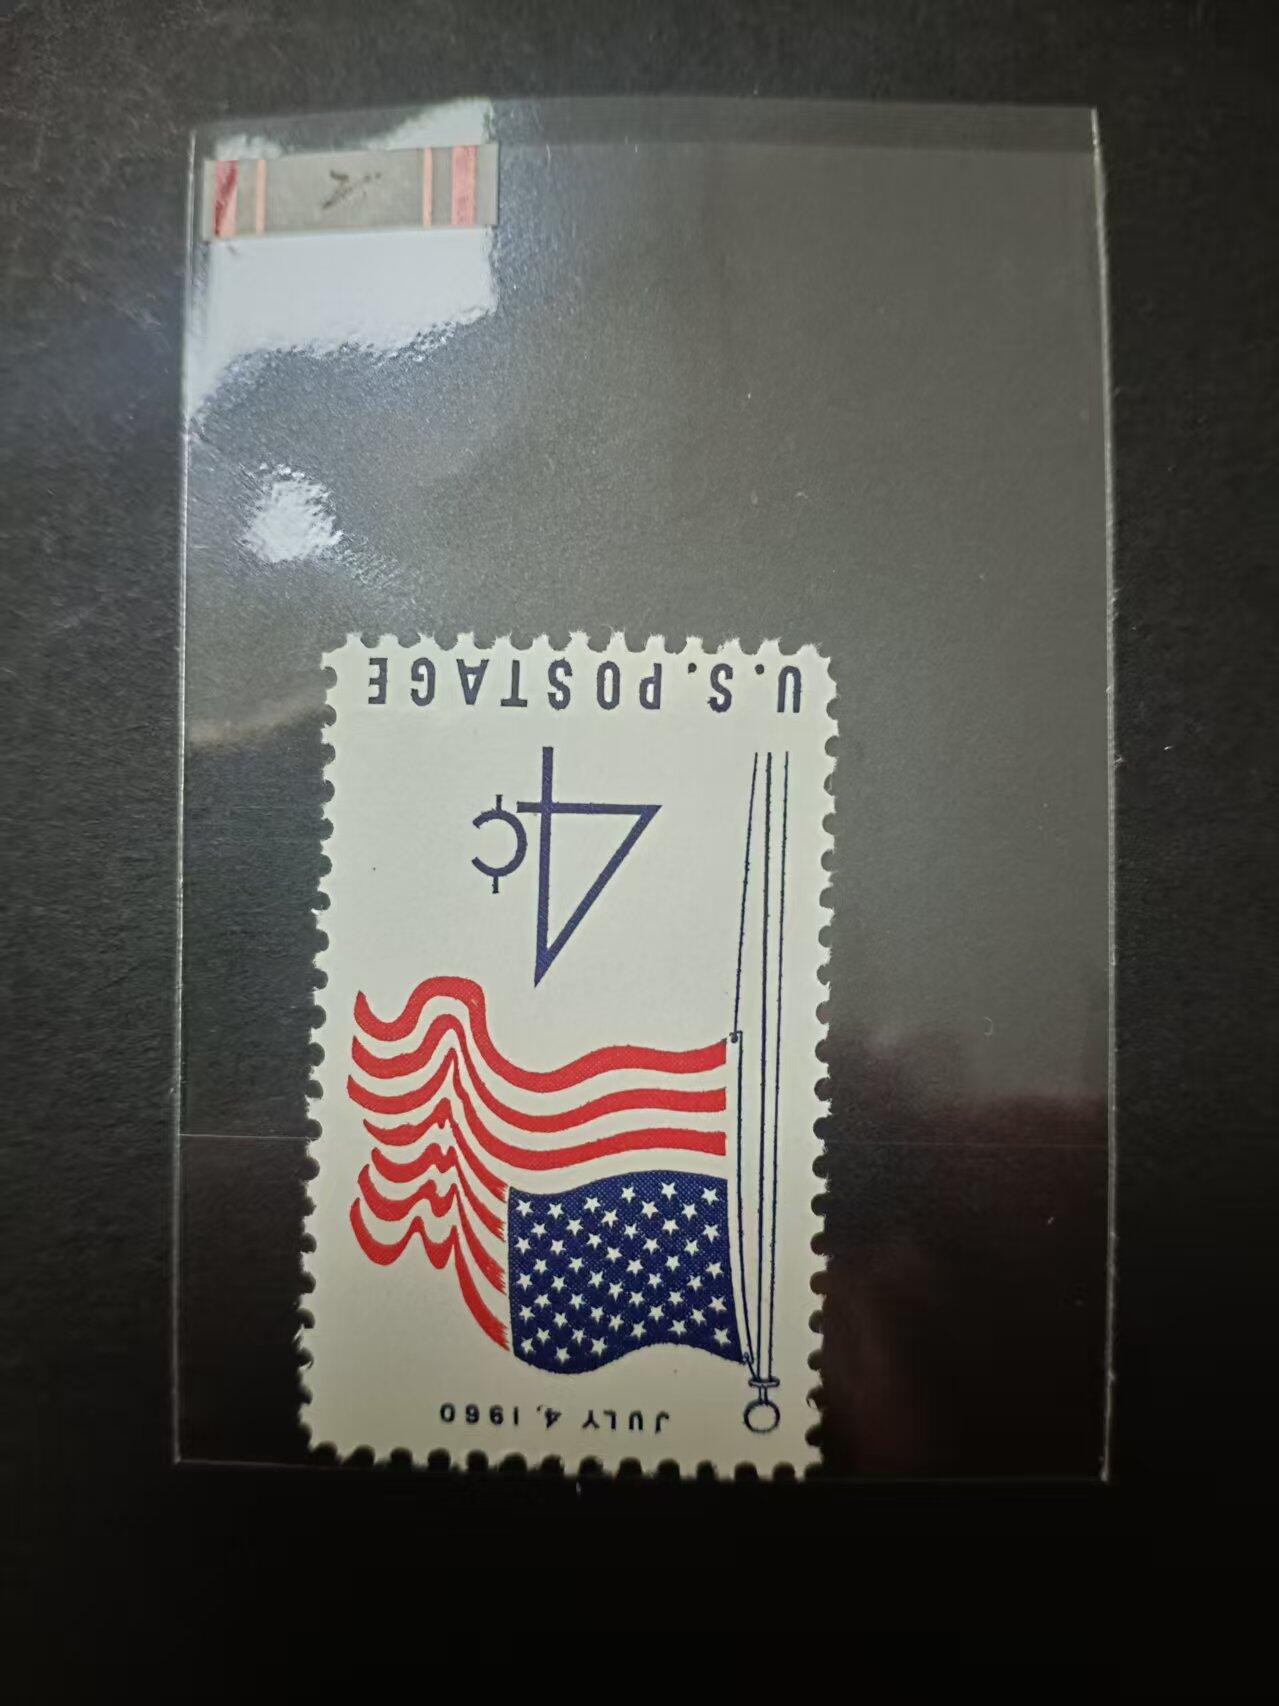 JULY 4, 1960
4¢
U.S. POSTAGE